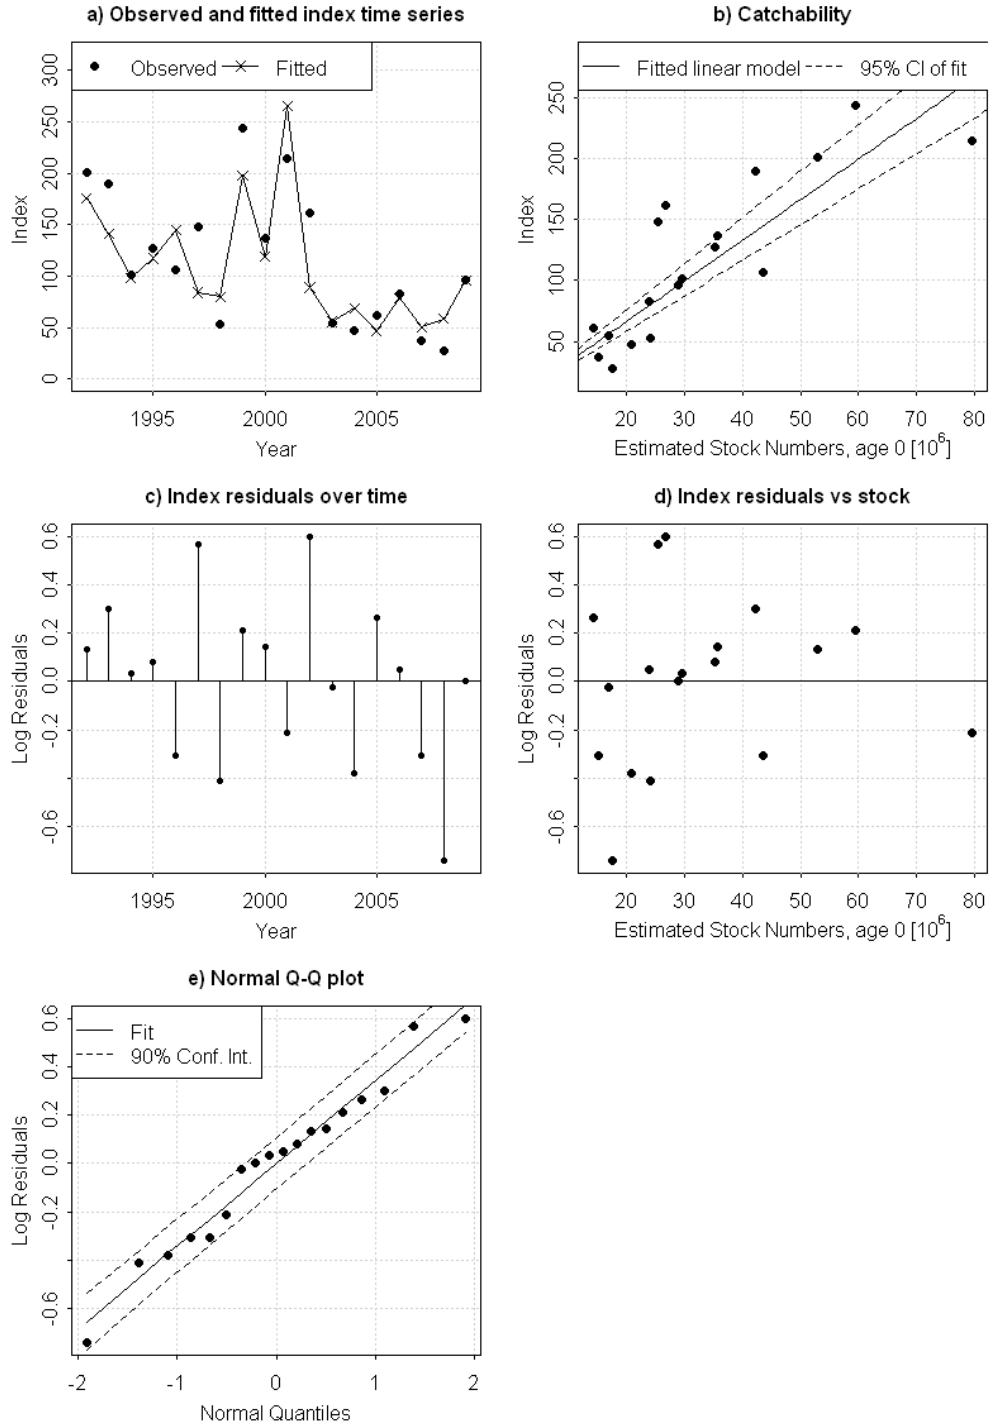 a) Observed and fitted index time series
Observed Fitted
Index
0 50 100 150 200 250 300
1995 2000 2005
Year
b) Catchability
Fitted linear model 95% CI of fit
Index
50 100 150 200 250
20 30 40 50 60 70 80
Estimated Stock Numbers, age 0 [10^6]
c) Index residuals over time
Log Residuals
-0.6 -0.2 0.0 0.2 0.4 0.6
1995 2000 2005
Year
d) Index residuals vs stock
Log Residuals
-0.6 -0.2 0.0 0.2 0.4 0.6
20 30 40 50 60 70 80
Estimated Stock Numbers, age 0 [10^6]
e) Normal Q-Q plot
Fit
90% Conf. Int.
Log Residuals
-0.6 -0.2 0.0 0.2 0.4 0.6
-2 -1 0 1 2
Normal Quantiles